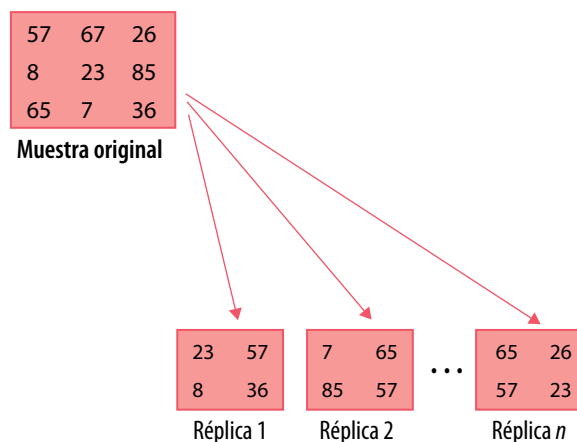 57 67 26
8 23 85
65 7 36
Muestra original
23 57
8 36
Réplica 1
7 65
85 57
Réplica 2
...
65 26
57 23
Réplica n